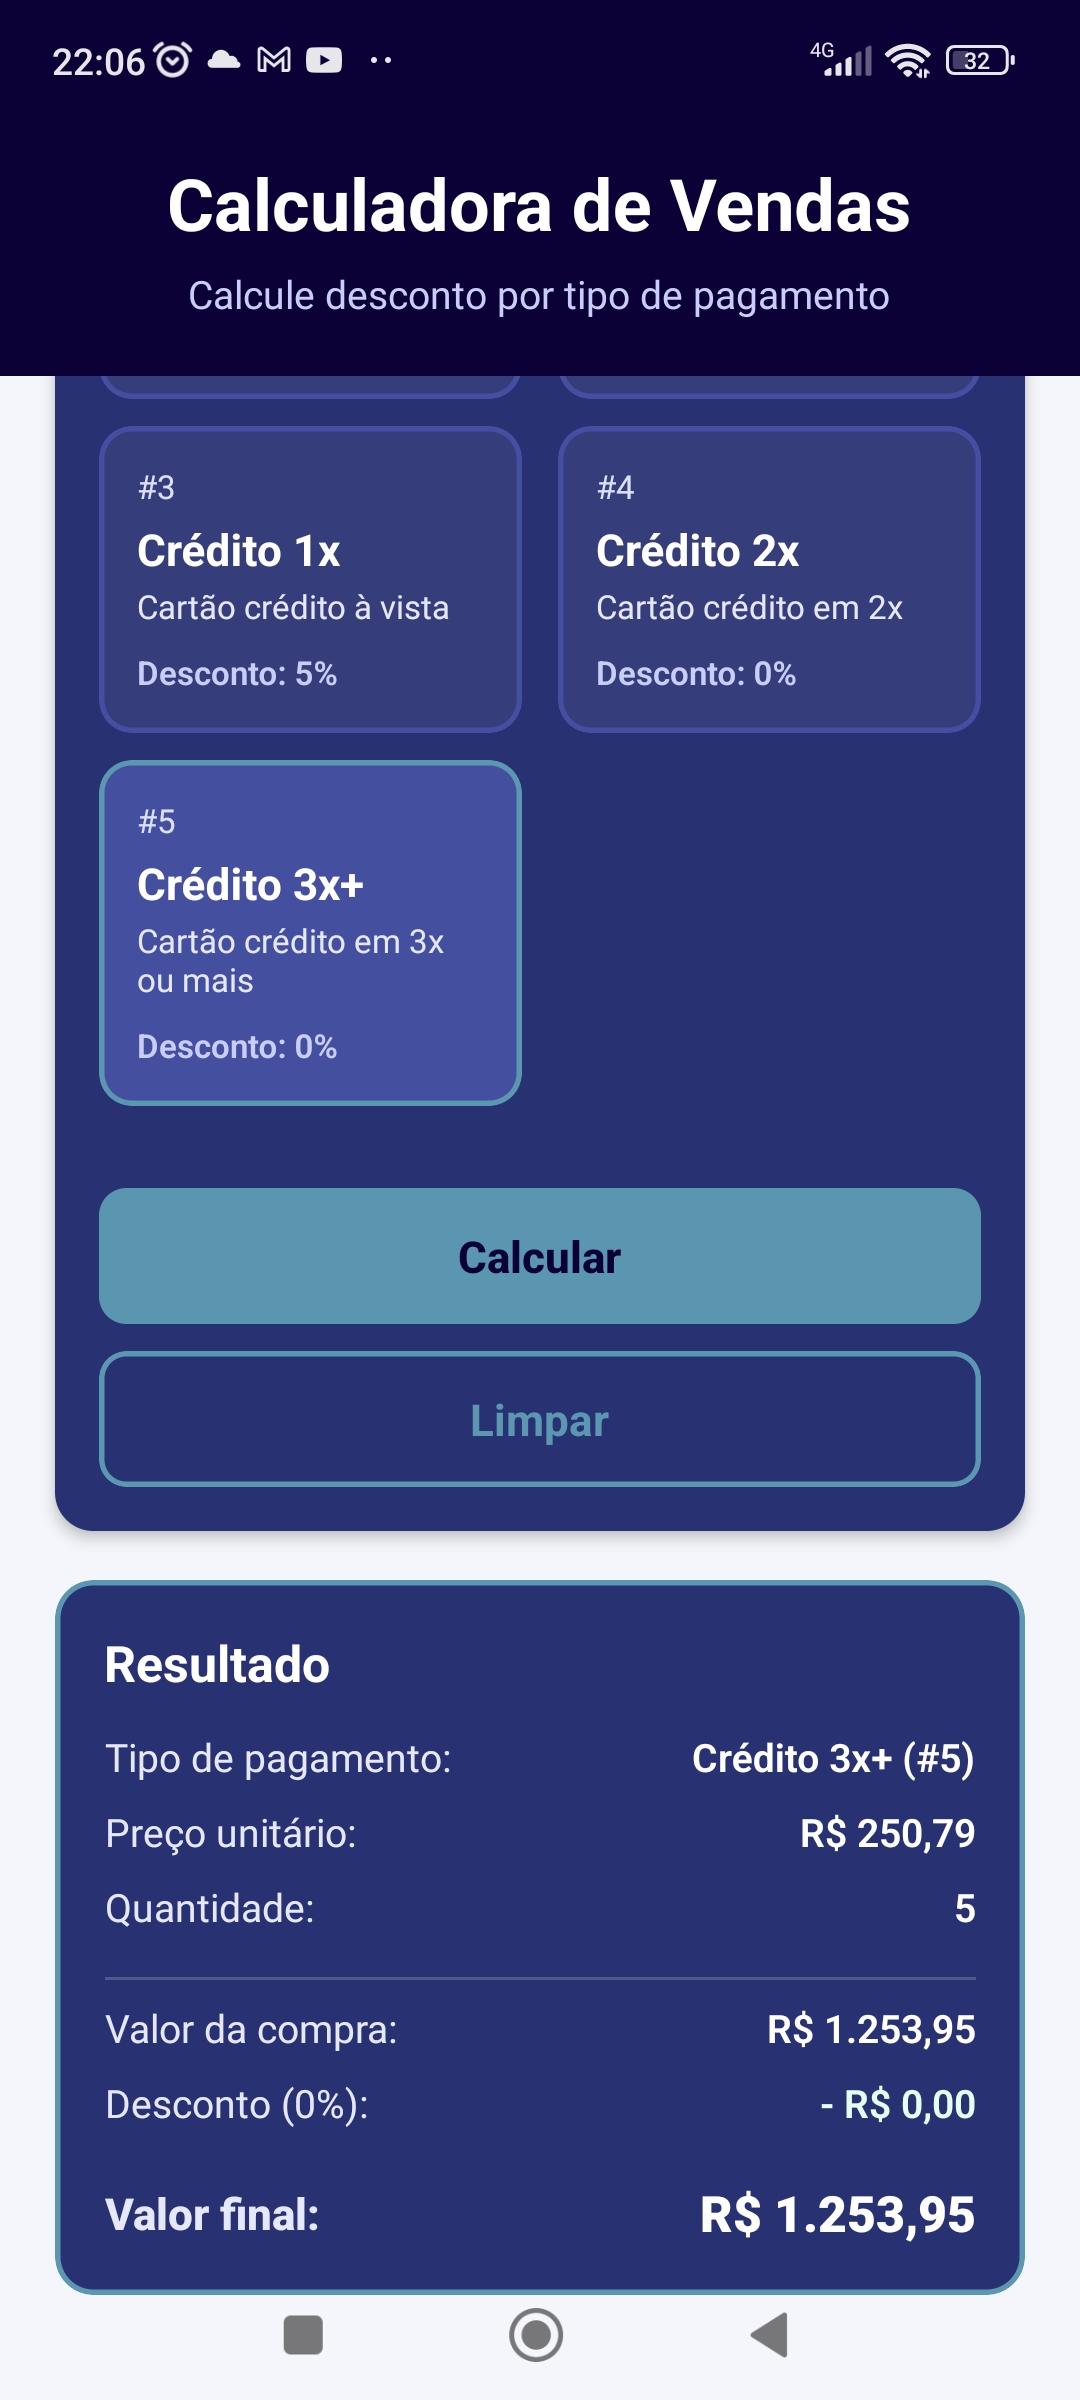 22:06
4G
32
Calculadora de Vendas
Calcule desconto por tipo de pagamento
#3
Crédito 1x
Cartão crédito à vista
Desconto: 5%
#4
Crédito 2x
Cartão crédito em 2x
Desconto: 0%
#5
Crédito 3x+
Cartão crédito em 3x
ou mais
Desconto: 0%
Calcular
Limpar
Resultado
Tipo de pagamento: Crédito 3x+ (#5)
Preço unitário: R$ 250,79
Quantidade: 5
Valor da compra: R$ 1.253,95
Desconto (0%): - R$ 0,00
Valor final: R$ 1.253,95